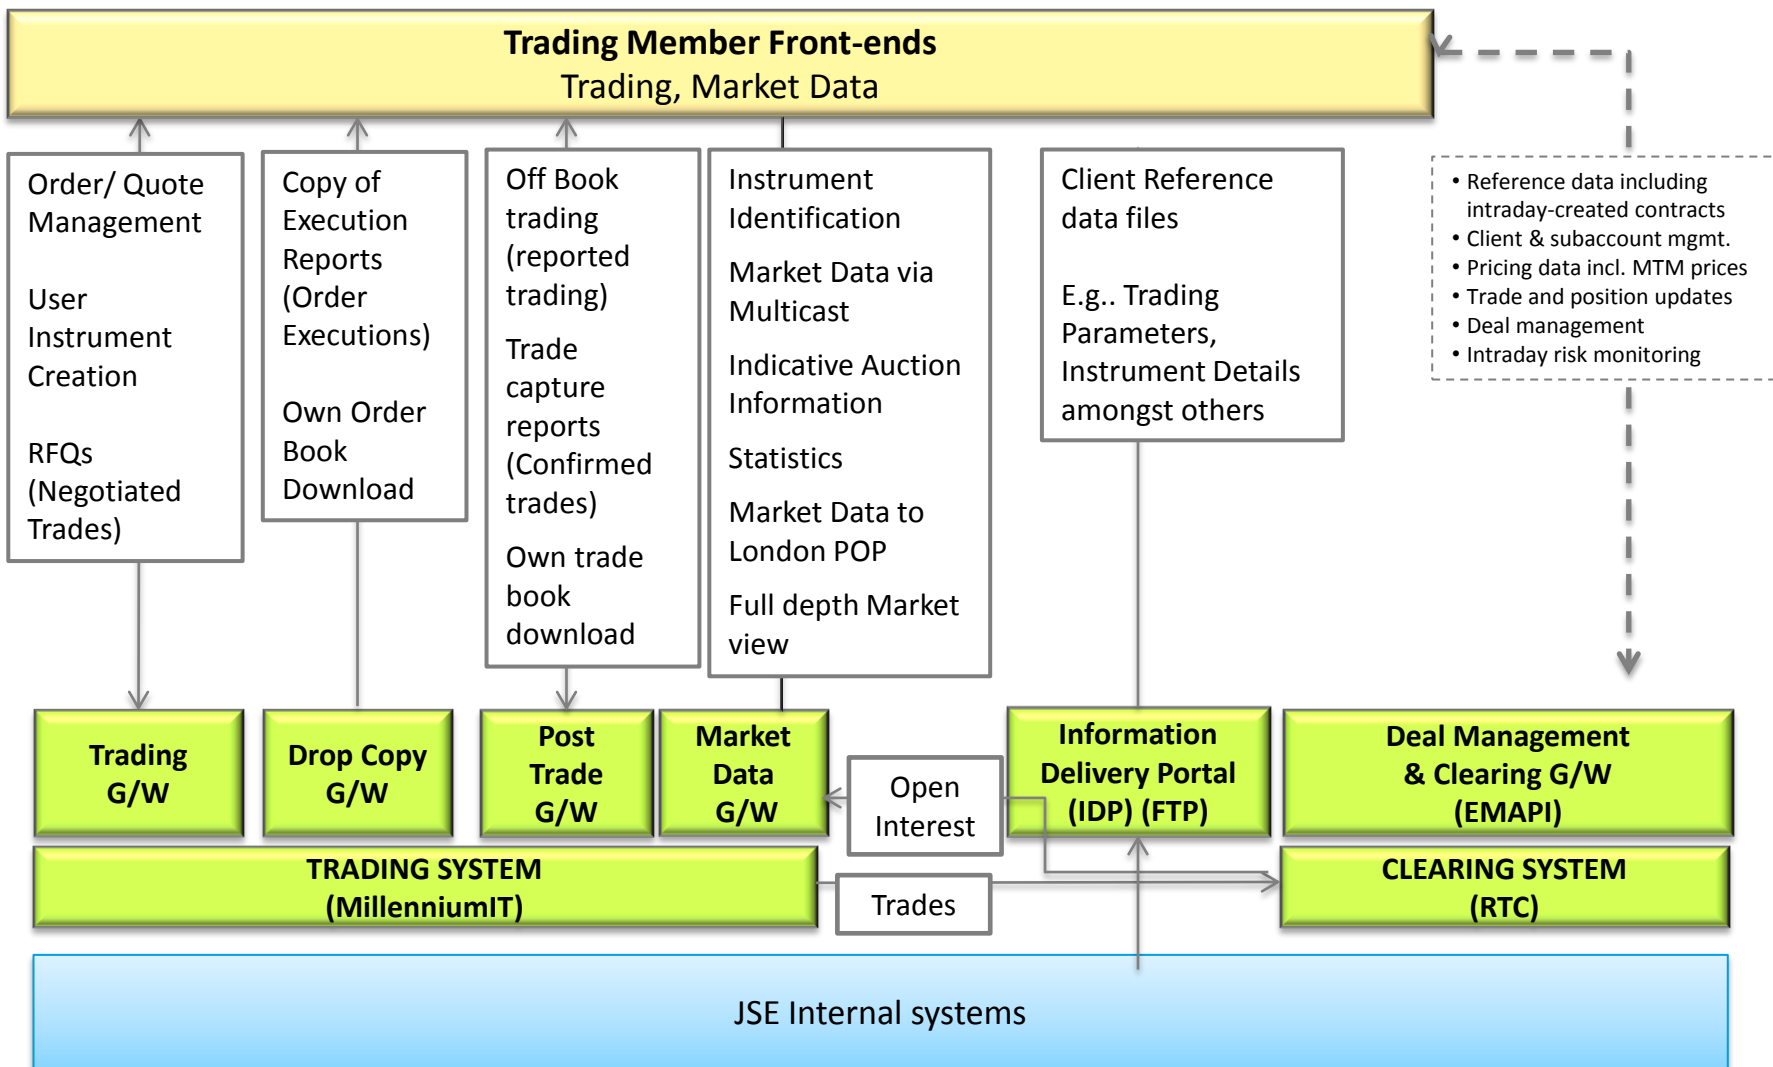 Trading Member Front-ends
Trading, Market Data
Order/ Quote
Management
User
Instrument
Creation
RFQs
(Negotiated
Trades)
Copy of
Execution
Reports
(Order
Executions)
Own Order
Book
Download
Off Book
trading
(reported
trading)
Trade
capture
reports
(Confirmed
trades)
Own trade
book
download
Instrument
Identification
Market Data via
Multicast
Indicative Auction
Information
Statistics
Market Data to
London POP
Full depth Market
view
Client Reference
data files
E.g.. Trading
Parameters,
Instrument Details
amongst others
• Reference data including
intraday-created contracts
• Client & subaccount mgmt.
• Pricing data incl. MTM prices
• Trade and position updates
• Deal management
• Intraday risk monitoring
Trading
G/W
Drop Copy
G/W
Post
Trade
G/W
Market
Data
G/W
Open
Interest
Information
Delivery Portal
(IDP) (FTP)
Deal Management
& Clearing G/W
(EMAPI)
TRADING SYSTEM
(MillenniumIT)
Trades
CLEARING SYSTEM
(RTC)
JSE Internal systems